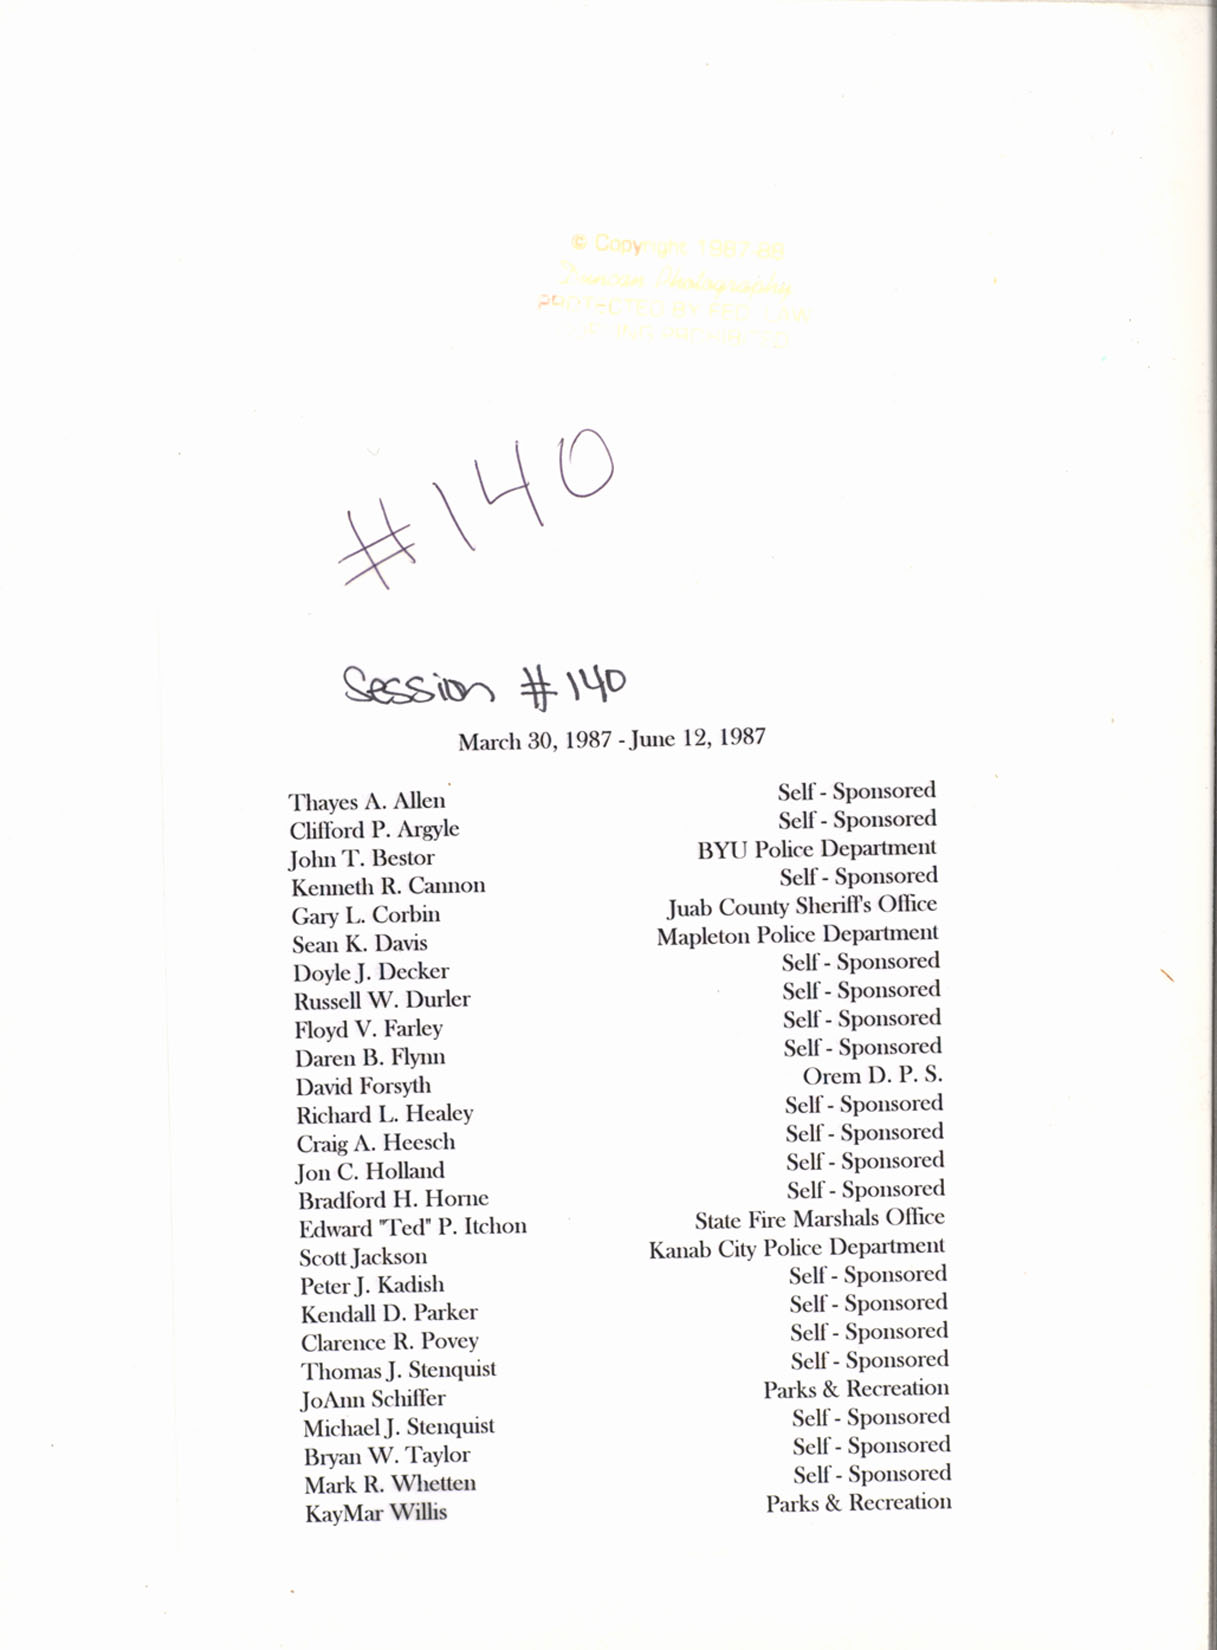 © Copyright 1987-88
Duncan Photography
PROTECTED BY FED. LAW
#140
Session #140
March 30, 1987 - June 12, 1987
Thayes A. Allen Self - Sponsored
Clifford P. Argyle Self - Sponsored
John T. Bestor BYU Police Department
Kenneth R. Cannon Self - Sponsored
Gary L. Corbin Juab County Sheriff's Office
Sean K. Davis Mapleton Police Department
Doyle J. Decker Self - Sponsored
Russell W. Durler Self - Sponsored
Floyd V. Farley Self - Sponsored
Daren B. Flynn Self - Sponsored
David Forsyth Orem D. P. S.
Richard L. Healey Self - Sponsored
Craig A. Heesch Self - Sponsored
Jon C. Holland Self - Sponsored
Bradford H. Horne Self - Sponsored
Edward "Ted" P. Itchon State Fire Marshals Office
Scott Jackson Kanab City Police Department
Peter J. Kadish Self - Sponsored
Kendall D. Parker Self - Sponsored
Clarence R. Povey Self - Sponsored
Thomas J. Stenquist Self - Sponsored
JoAnn Schiffer Parks & Recreation
Michael J. Stenquist Self - Sponsored
Bryan W. Taylor Self - Sponsored
Mark R. Whetten Self - Sponsored
KayMar Willis Parks & Recreation